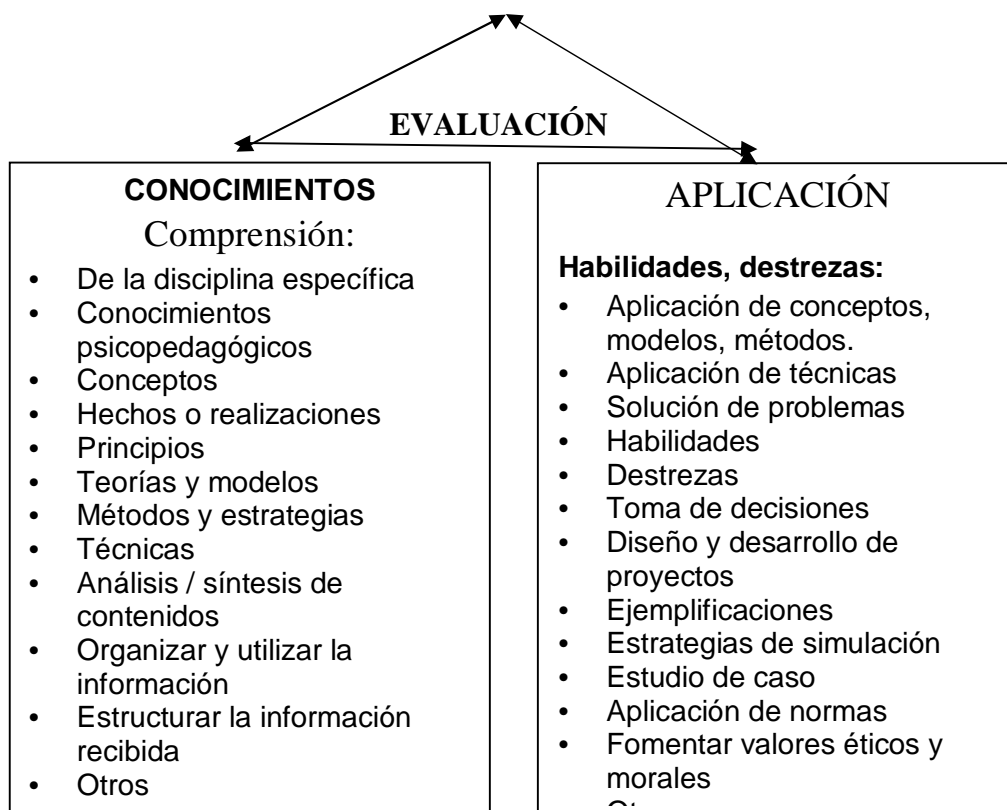 EVALUACIÓN
CONOCIMIENTOS
Comprensión:
• De la disciplina específica
• Conocimientos
psicopedagógicos
• Conceptos
• Hechos o realizaciones
• Principios
• Teorías y modelos
• Métodos y estrategias
• Técnicas
• Análisis / síntesis de
contenidos
• Organizar y utilizar la
información
• Estructurar la información
recibida
• Otros
APLICACIÓN
Habilidades, destrezas:
• Aplicación de conceptos,
modelos, métodos.
• Aplicación de técnicas
• Solución de problemas
• Habilidades
• Destrezas
• Toma de decisiones
• Diseño y desarrollo de
proyectos
• Ejemplificaciones
• Estrategias de simulación
• Estudio de caso
• Aplicación de normas
• Fomentar valores éticos y
morales